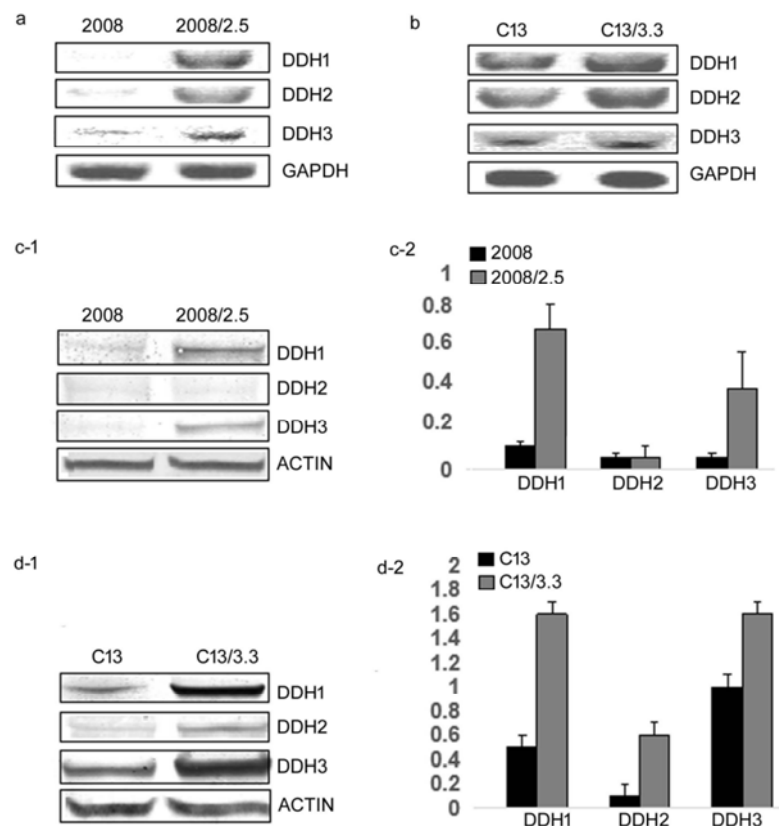 a
2008 2008/2.5
DDH1
DDH2
DDH3
GAPDH
b
C13 C13/3.3
DDH1
DDH2
DDH3
GAPDH
c-1
2008 2008/2.5
DDH1
DDH2
DDH3
ACTIN
c-2
2008
2008/2.5
1
0.8
0.6
0.4
0.2
0
DDH1 DDH2 DDH3
d-1
C13 C13/3.3
DDH1
DDH2
DDH3
ACTIN
d-2
C13
C13/3.3
2
1.8
1.6
1.4
1.2
1
0.8
0.6
0.4
0.2
0
DDH1 DDH2 DDH3